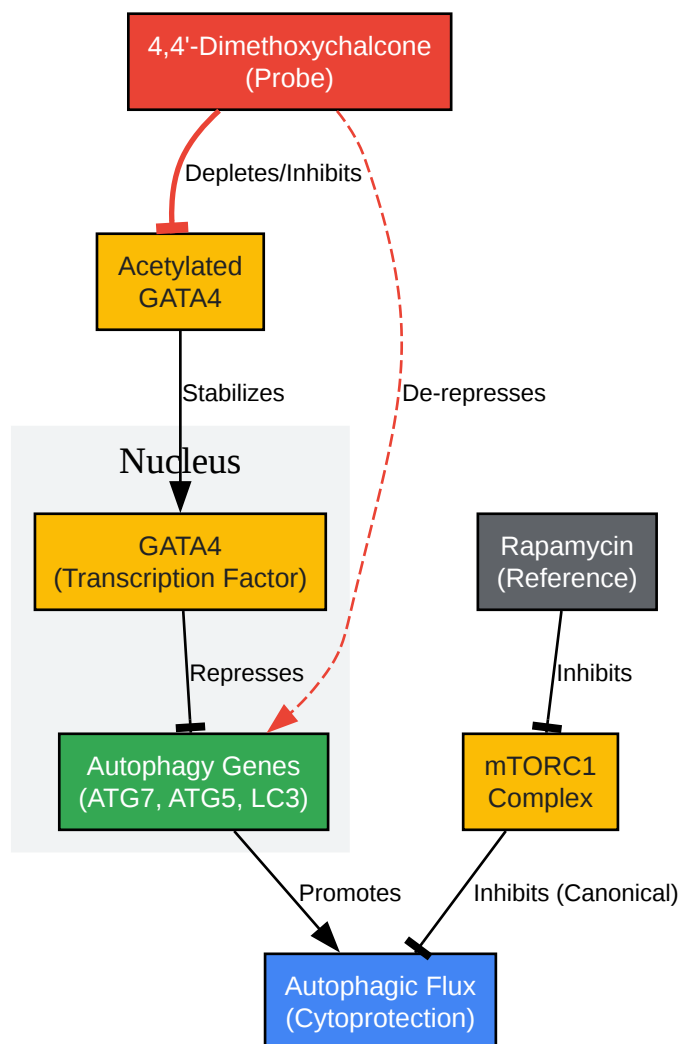 4,4'-Dimethoxychalcone
(Probe)
Depletes/Inhibits
Acetylated
GATA4
Stabilizes
De-represses
Nucleus
GATA4
(Transcription Factor)
Rapamycin
(Reference)
Represses
Inhibits
Autophagy Genes
(ATG7, ATG5, LC3)
mTORC1
Complex
Promotes
Inhibits (Canonical)
Autophagic Flux
(Cytoprotection)